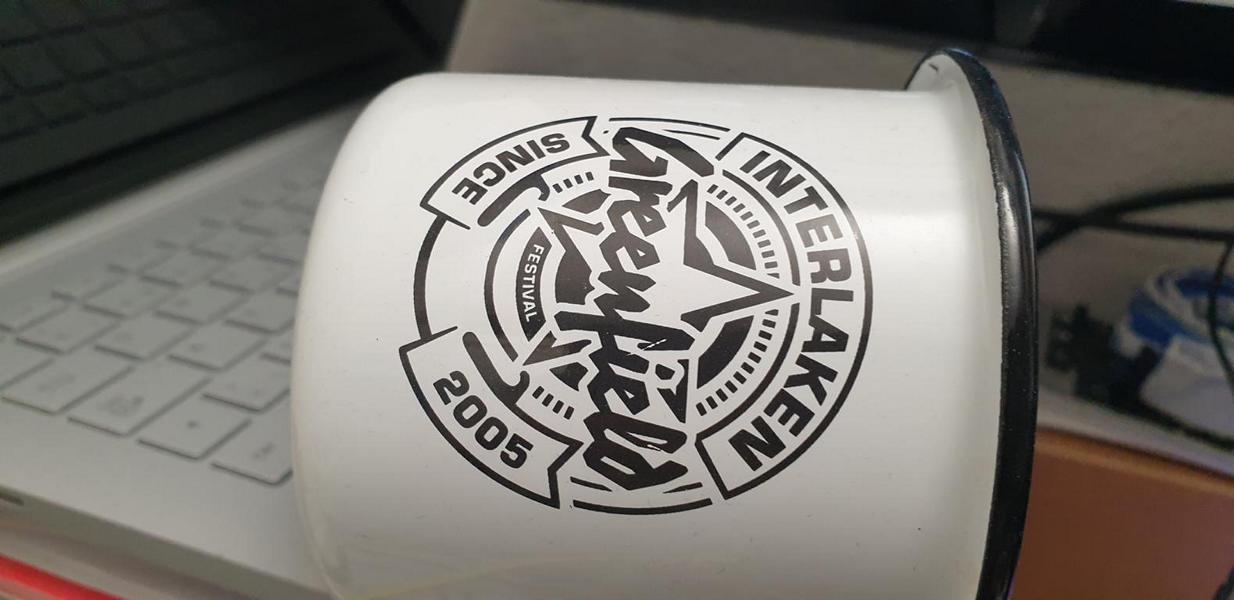 INTERLAKEN
Greenfield
FESTIVAL
SINCE
2005